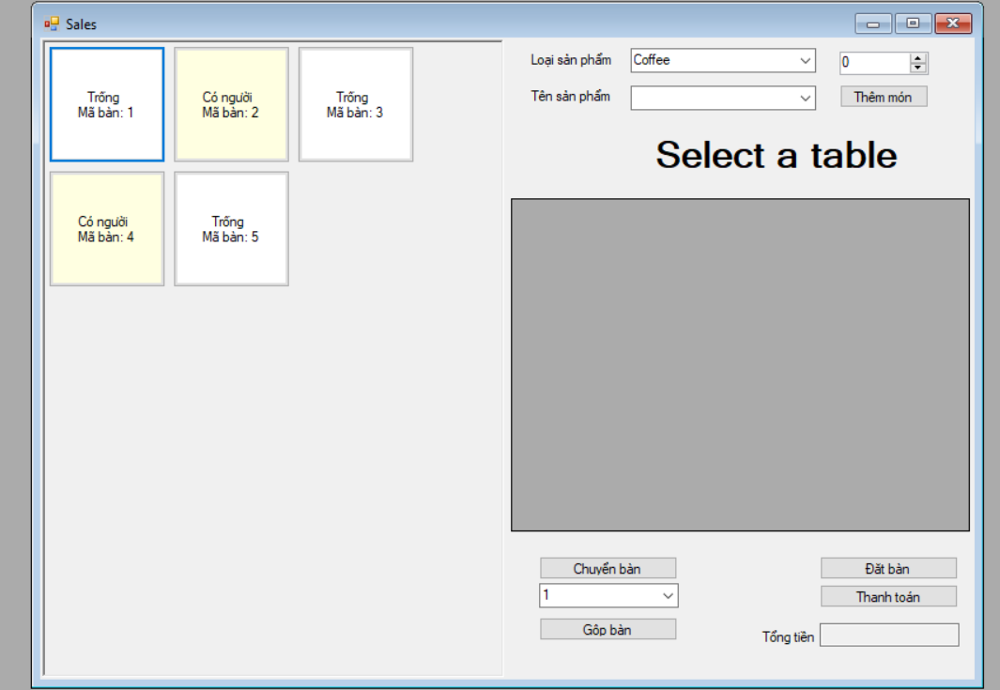 Sales
Trống
Mã bàn: 1
Có người
Mã bàn: 2
Trống
Mã bàn: 3
Có người
Mã bàn: 4
Trống
Mã bàn: 5
Loại sản phẩm
Coffee
0
Tên sản phẩm
Thêm món
Select a table
Chuyển bàn
Đặt bàn
1
Thanh toán
Gộp bàn
Tổng tiền